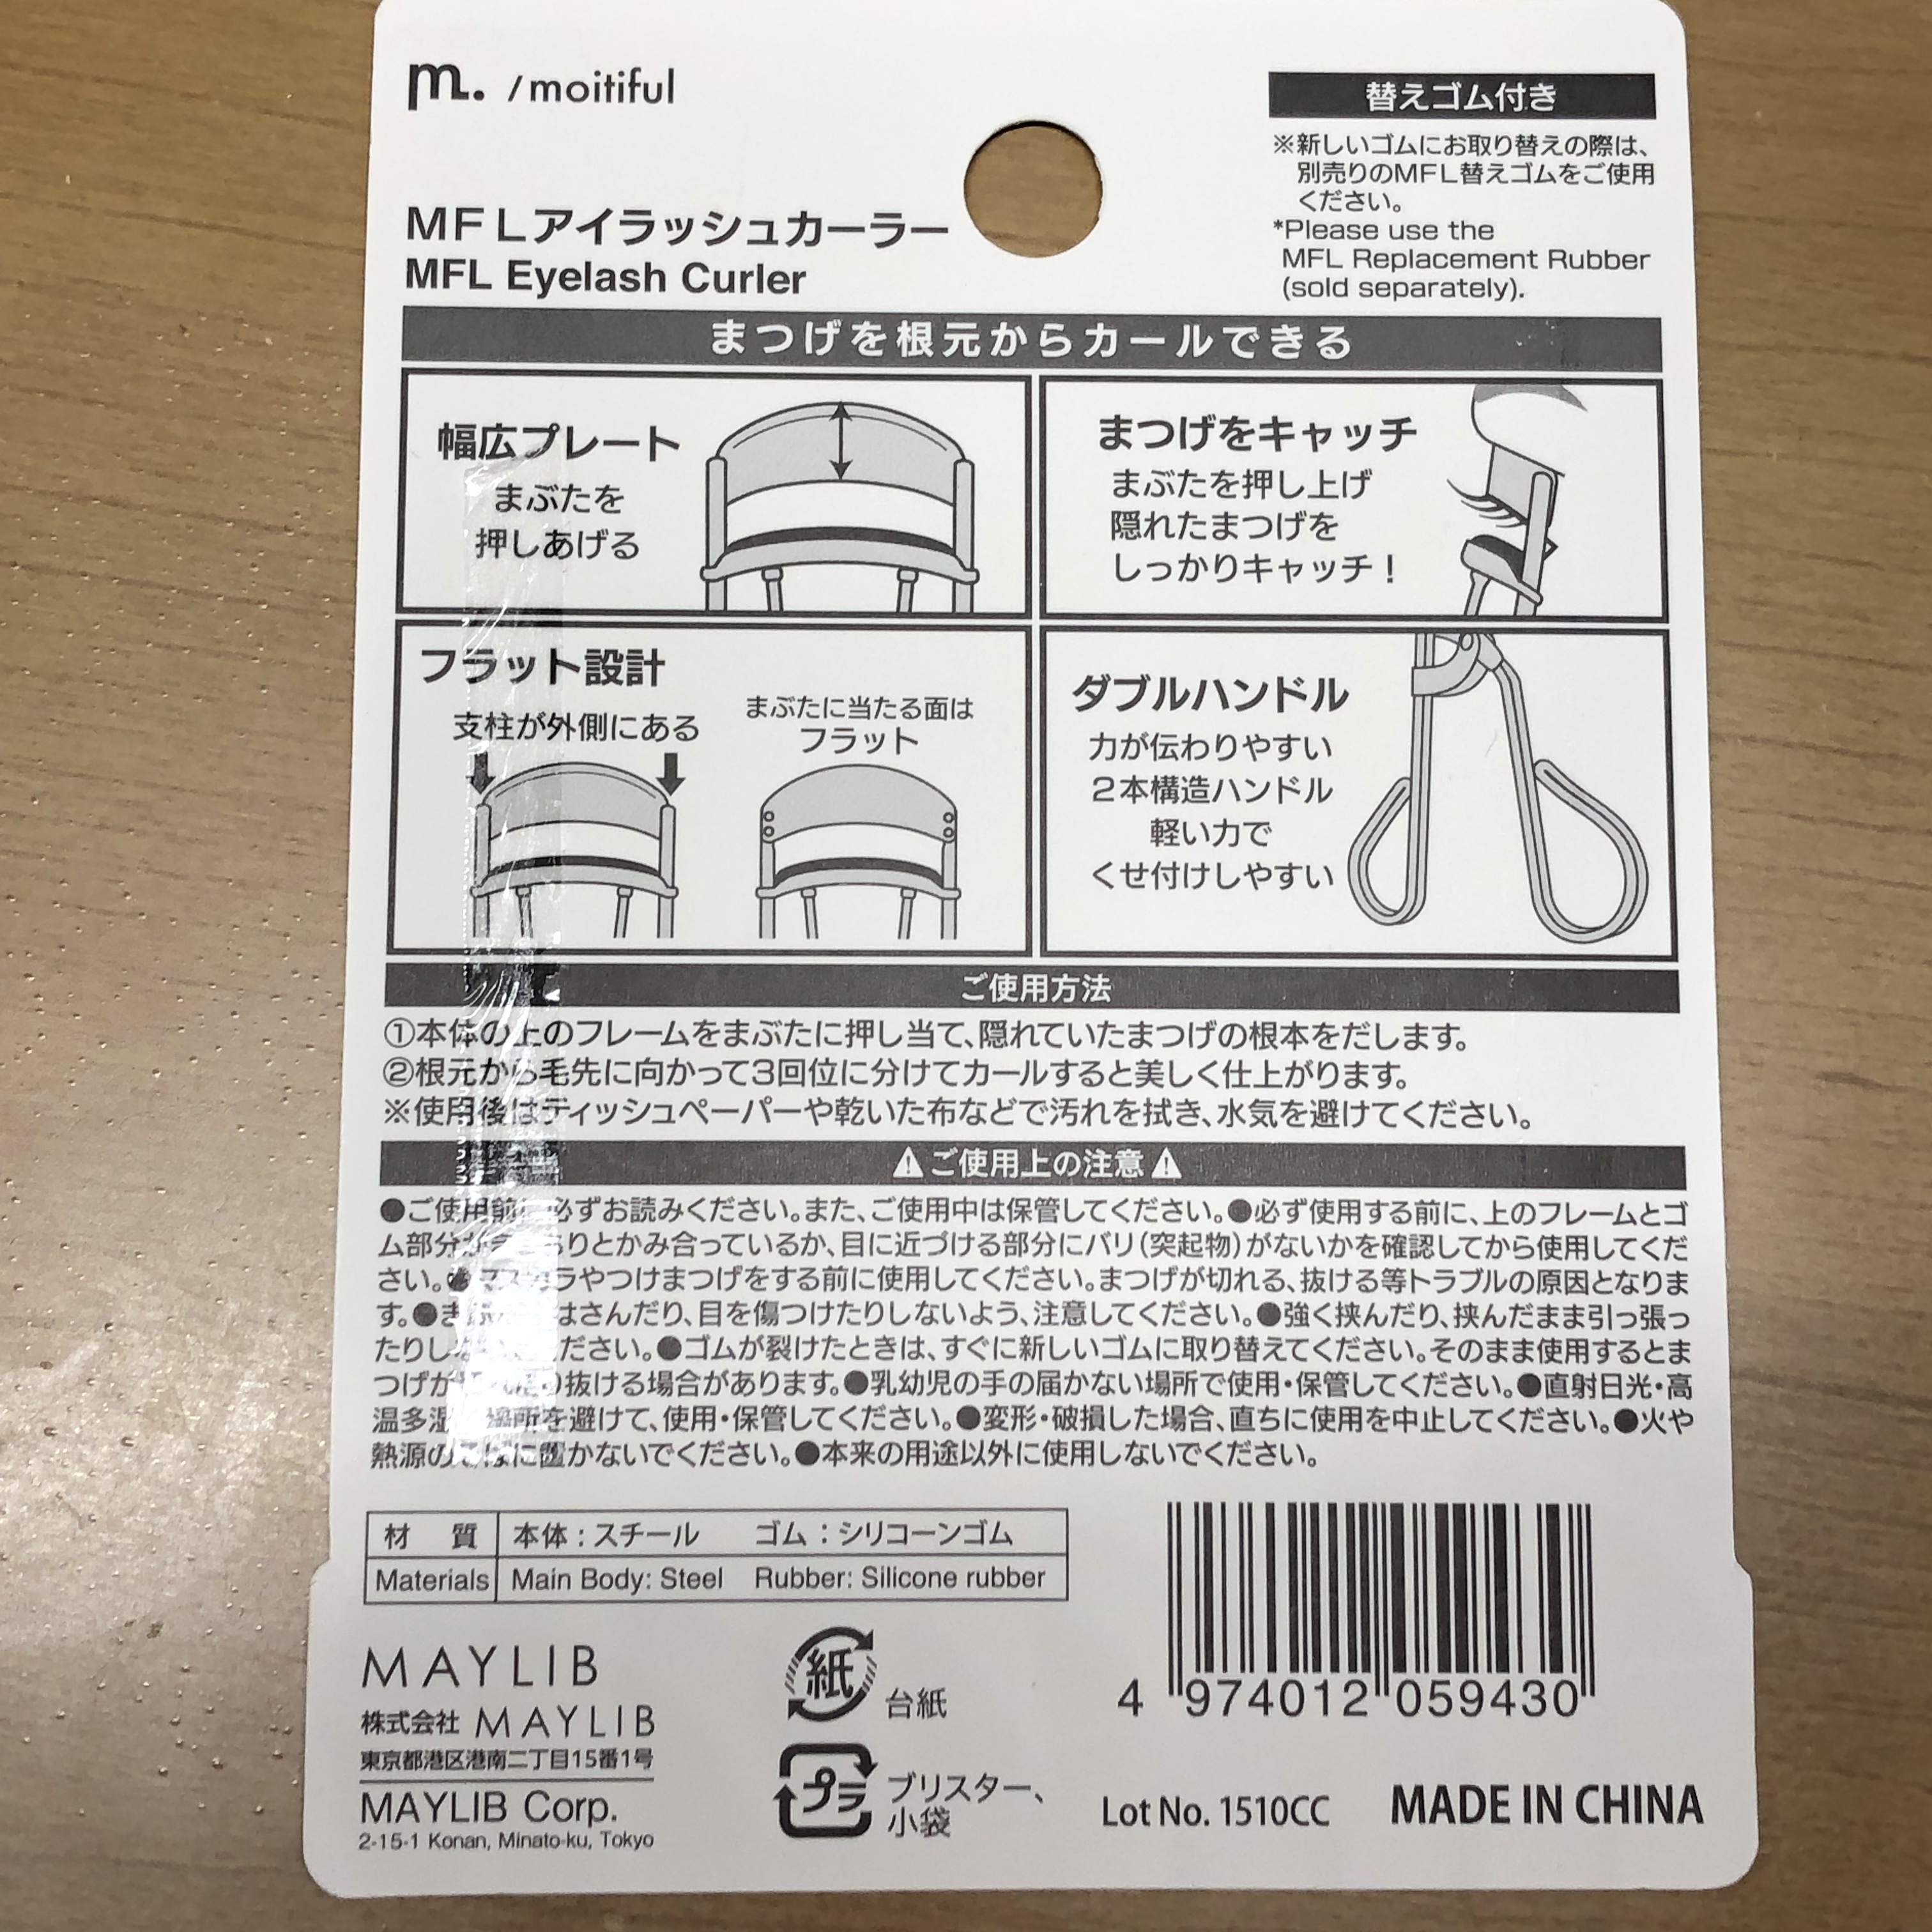 m. /moitiful
替えゴム付き
※新しいゴムにお取り替えの際は、
別売りのMFL替えゴムをご使用
ください。
*Please use the
MFL Replacement Rubber
(sold separately).
MFLアイラッシュカーラー
MFL Eyelash Curler
まつげを根元からカールできる
幅広プレート
まぶたを
押しあげる
まつげをキャッチ
まぶたを押し上げ
隠れたまつげを
しっかりキャッチ!
フラット設計
支柱が外側にある
まぶたに当たる面は
フラット
ダブルハンドル
力が伝わりやすい
2本構造ハンドル
軽い力で
くせ付けしやすい
ご使用方法
①本体の上のフレームをまぶたに押し当て、隠れていたまつげの根本をだします。
②根元から毛先に向かって3回位に分けてカールすると美しく仕上がります。
※使用後はティッシュペーパーや乾いた布などで汚れを拭き、水気を避けてください。
⚠ご使用上の注意⚠
●ご使用前に必ずお読みください。また、ご使用中は保管してください。●必ず使用する前に、上のフレームとゴ
ム部分が りとかみ合っているか、目に近づける部分にバリ(突起物)がないかを確認してから使用してくだ
さい。●マスカラやつけまつげをする前に使用してください。まつげが切れる、抜ける等トラブルの原因となりま
す。● はさんだり、目を傷つけたりしないよう、注意してください。●強く挟んだり、挟んだまま引っ張っ
たりし ださい。●ゴムが裂けたときは、すぐに新しいゴムに取り替えてください。そのまま使用するとま
つげが 抜ける場合があります。●乳幼児の手の届かない場所で使用・保管してください。●直射日光・高
温多湿 場所を避けて、使用・保管してください。●変形・破損した場合、直ちに使用を中止してください。●火や
熱源のそばに置かないでください。●本来の用途以外に使用しないでください。
材 質 本体:スチール ゴム:シリコーンゴム
Materials Main Body: Steel Rubber: Silicone rubber
MAYLIB
株式会社 MAYLIB
東京都港区港南二丁目15番1号
MAYLIB Corp.
2-15-1 Konan, Minato-ku, Tokyo
紙 台紙
プラ ブリスター、
小袋
4 974012 059430
Lot No. 1510CC MADE IN CHINA